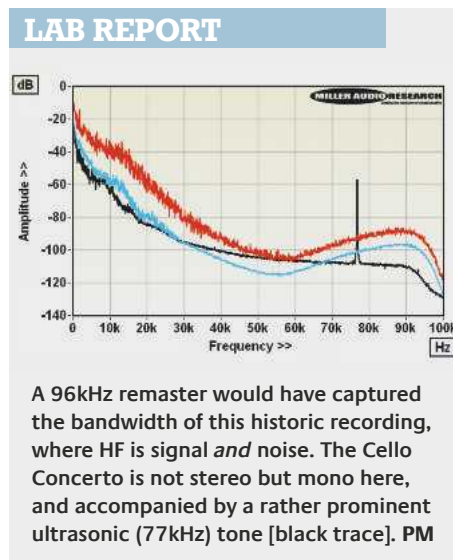 LAB REPORT
dB
MILLER AUDIO RESEARCH
0
-20
-40
-60
-80
-100
-120
-140
Amplitude >>
0 10k 20k 30k 40k 50k 60k 70k 80k 90k 100k
Frequency >>
Hz
A 96kHz remaster would have captured
the bandwidth of this historic recording,
where HF is signal and noise. The Cello
Concerto is not stereo but mono here,
and accompanied by a rather prominent
ultrasonic (77kHz) tone [black trace]. PM